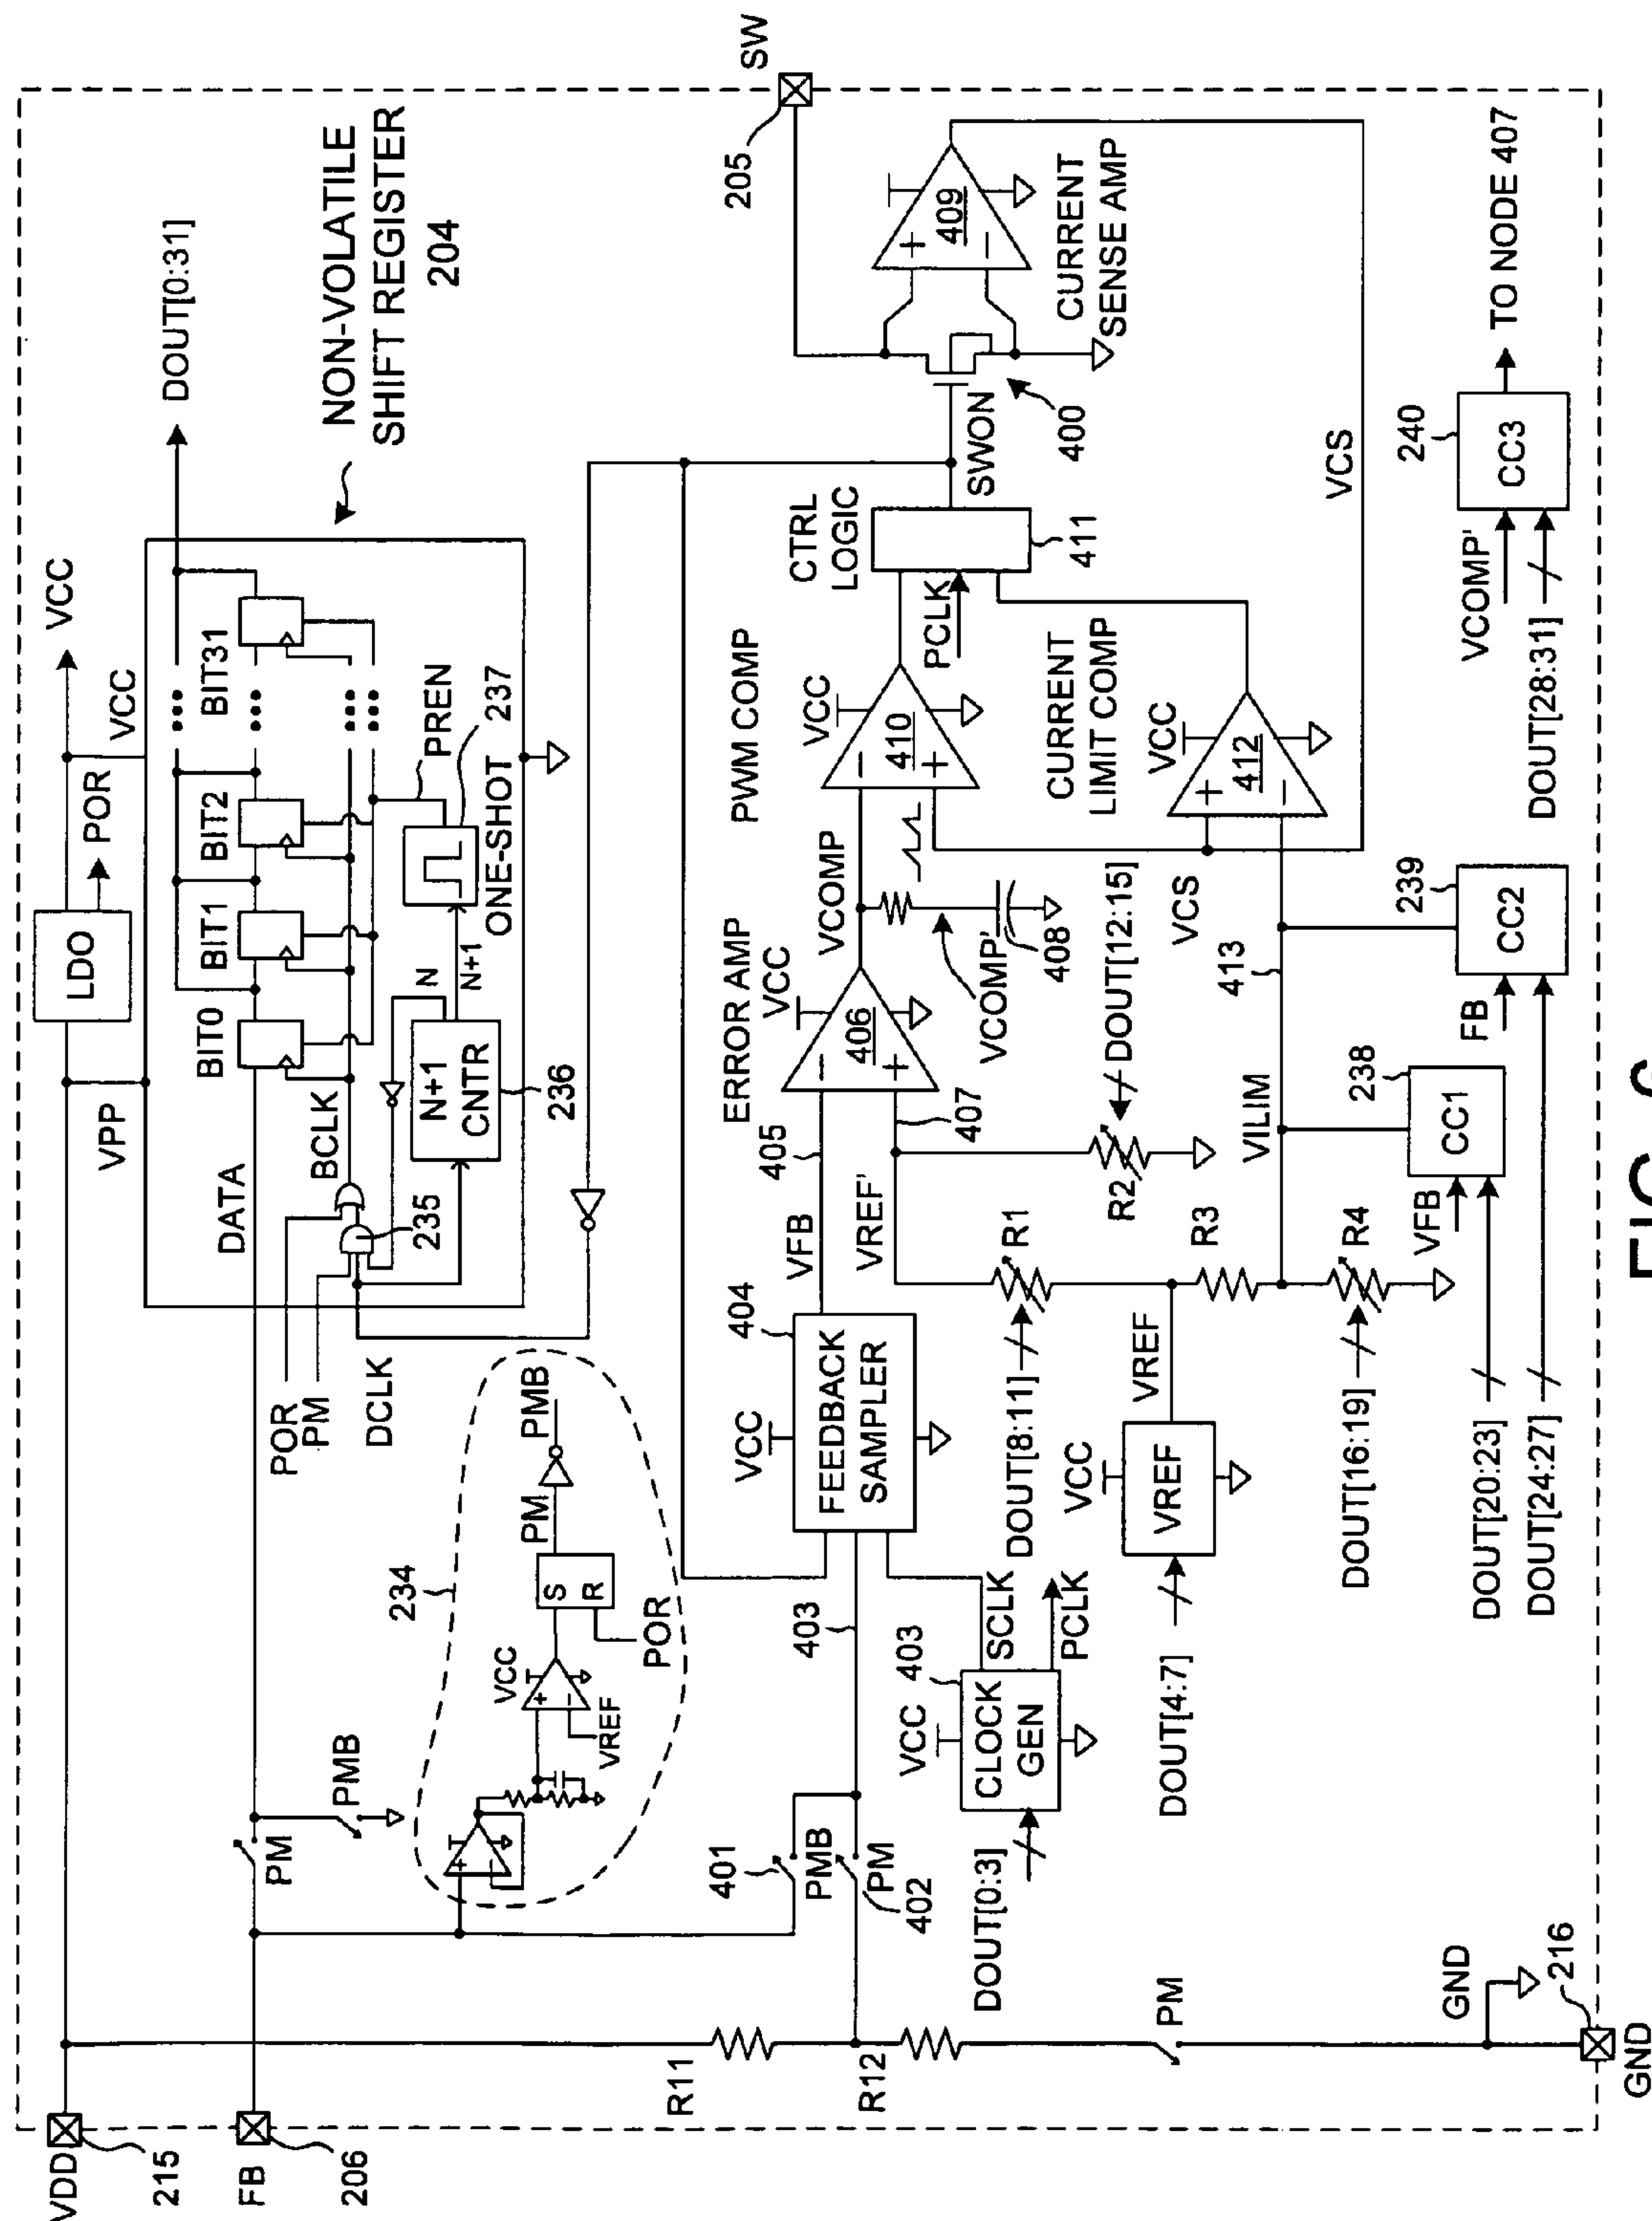 VDD
215
FB
206
VPP
LDO
VCC
POR
VCC
DOUT[0:31]
NON-VOLATILE
SHIFT REGISTER
204
DATA
BIT0
BIT1
BIT2
BIT31
BCLK
POR
PM
DCLK
235
N+1
CNTR
236
N
N+1
ONE-SHOT
237
PREN
PM
PMB
234
VCC
VREF
S
R
POR
PM
PMB
R11
R12
PM
GND
216
GND
401
PMB
PM
402
403
VCC
FEEDBACK
SAMPLER
404
VCC
CLOCK
GEN
403
SCLK
PCLK
DOUT[0:3]
DOUT[4:7]
VCC
VREF
VREF
DOUT[8:11]
R1
VFB
405
VREF'
407
ERROR AMP
VCC
406
− +
VCOMP
VCOMP'
408
R2
DOUT[12:15]
R3
R4
DOUT[16:19]
VILIM
413
PWM COMP
VCC
410
− +
CTRL
LOGIC
PCLK
411
SWON
400
CURRENT
LIMIT COMP
VCC
412
+ −
VCS
VCS
CURRENT
SENSE AMP
409
+ −
205
SW
VFB
CC1
238
DOUT[20:23]
FB
CC2
239
DOUT[24:27]
VCOMP'
CC3
240
DOUT[28:31]
TO NODE 407